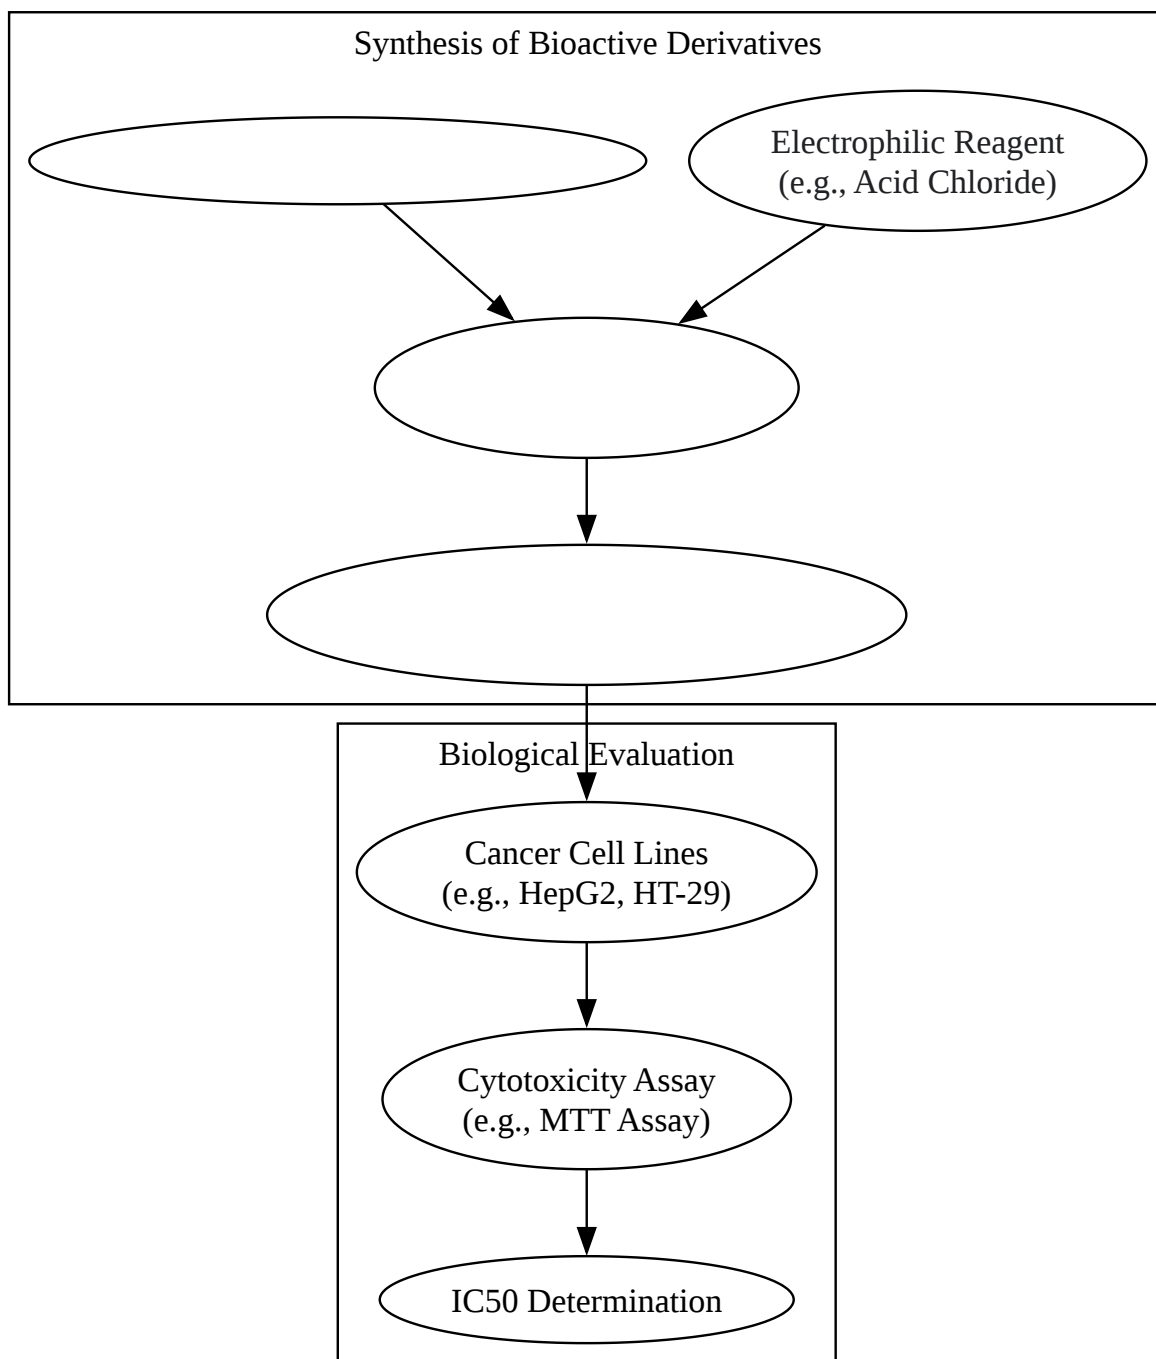 Synthesis of Bioactive Derivatives
Electrophilic Reagent
(e.g., Acid Chloride)
Biological Evaluation
Cancer Cell Lines
(e.g., HepG2, HT-29)
Cytotoxicity Assay
(e.g., MTT Assay)
IC50 Determination